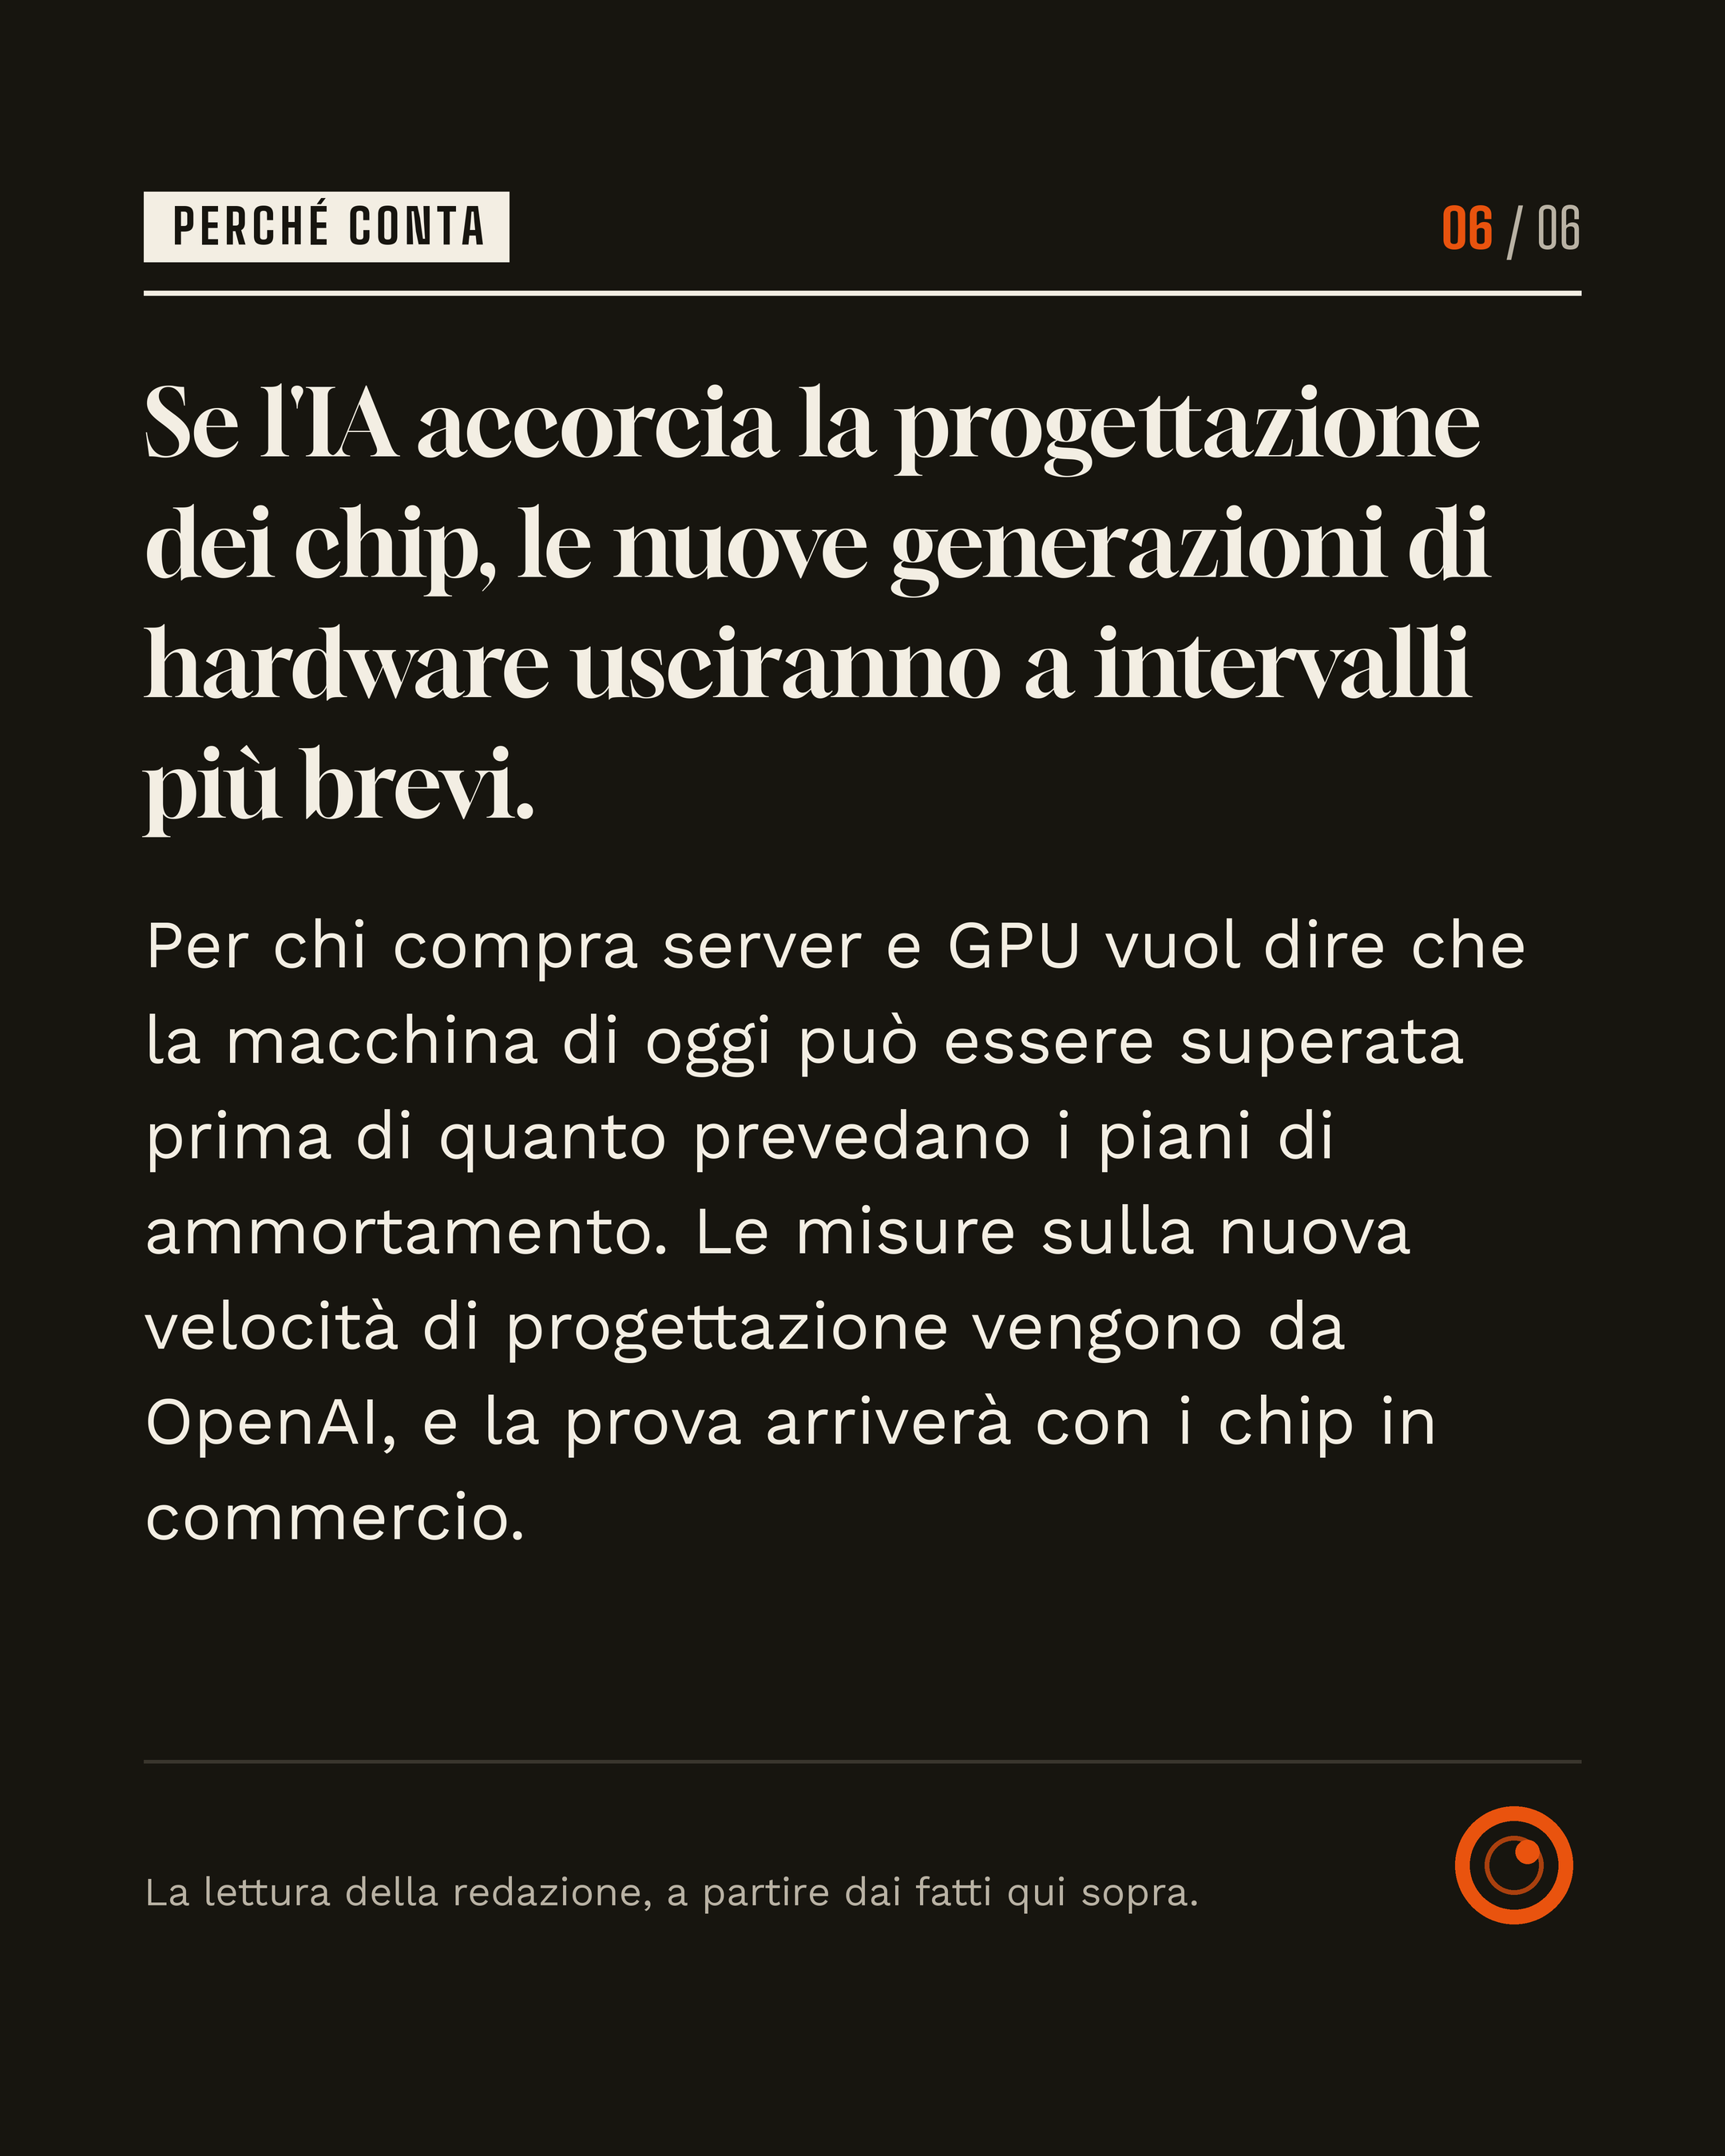 PERCHÉ CONTA
06 / 06
Se l'IA accorcia la progettazione
dei chip, le nuove generazioni di
hardware usciranno a intervalli
più brevi.
Per chi compra server e GPU vuol dire che
la macchina di oggi può essere superata
prima di quanto prevedano i piani di
ammortamento. Le misure sulla nuova
velocità di progettazione vengono da
OpenAI, e la prova arriverà con i chip in
commercio.
La lettura della redazione, a partire dai fatti qui sopra.